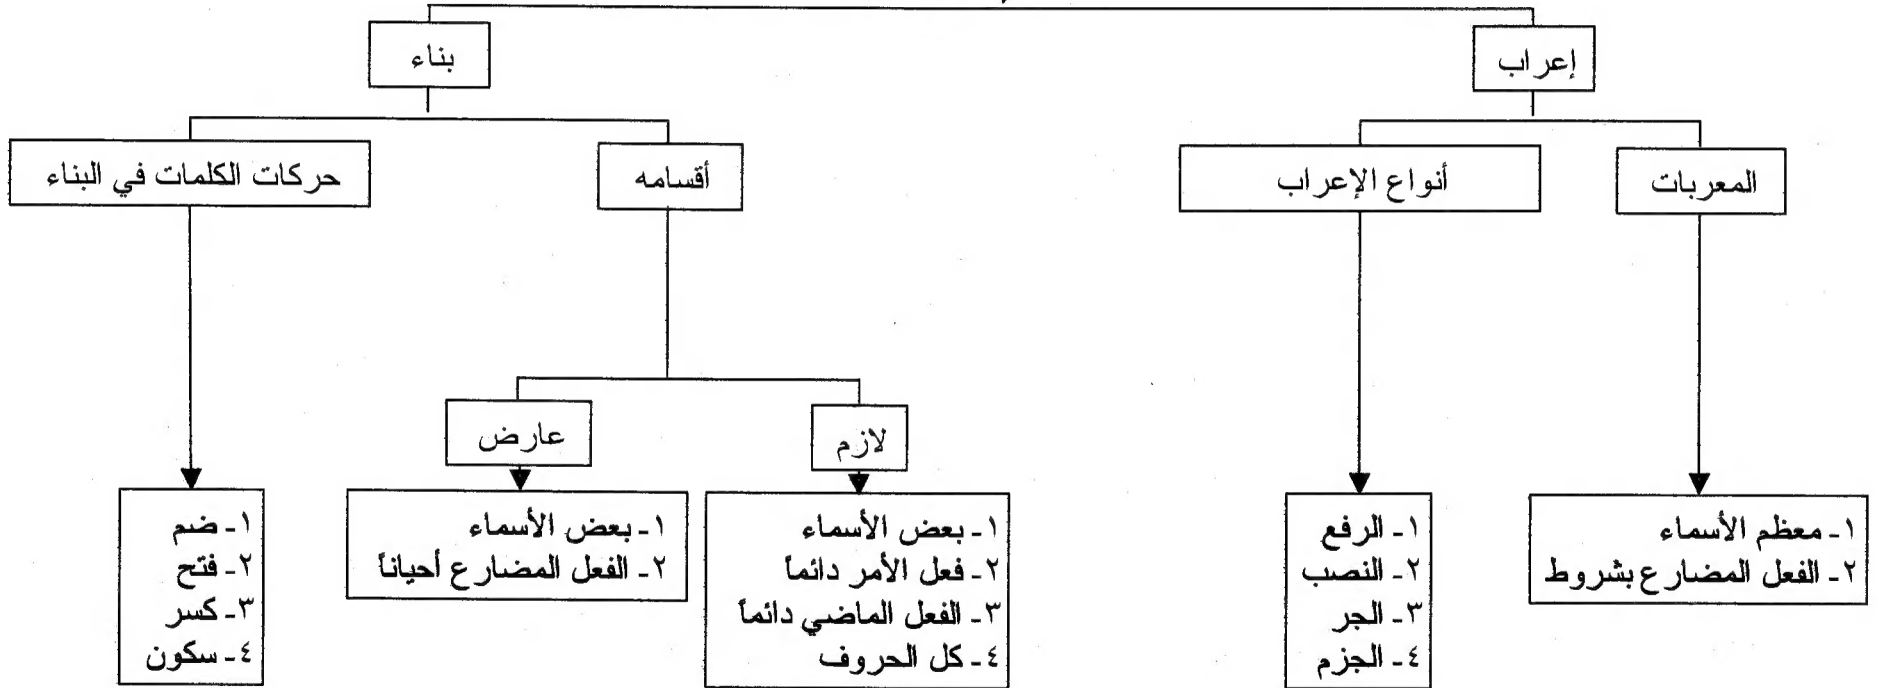 إعراب
بناء
المعربات
أنواع الإعراب
أقسامه
حركات الكلمات في البناء
لازم
عارض
١- معظم الأسماء
٢- الفعل المضارع بشروط
١- الرفع
٢- النصب
٣- الجر
٤- الجزم
١- بعض الأسماء
٢- فعل الأمر دائماً
٣- الفعل الماضي دائماً
٤- كل الحروف
١- بعض الأسماء
٢- الفعل المضارع أحياناً
١- ضم
٢- فتح
٣- كسر
٤- سكون